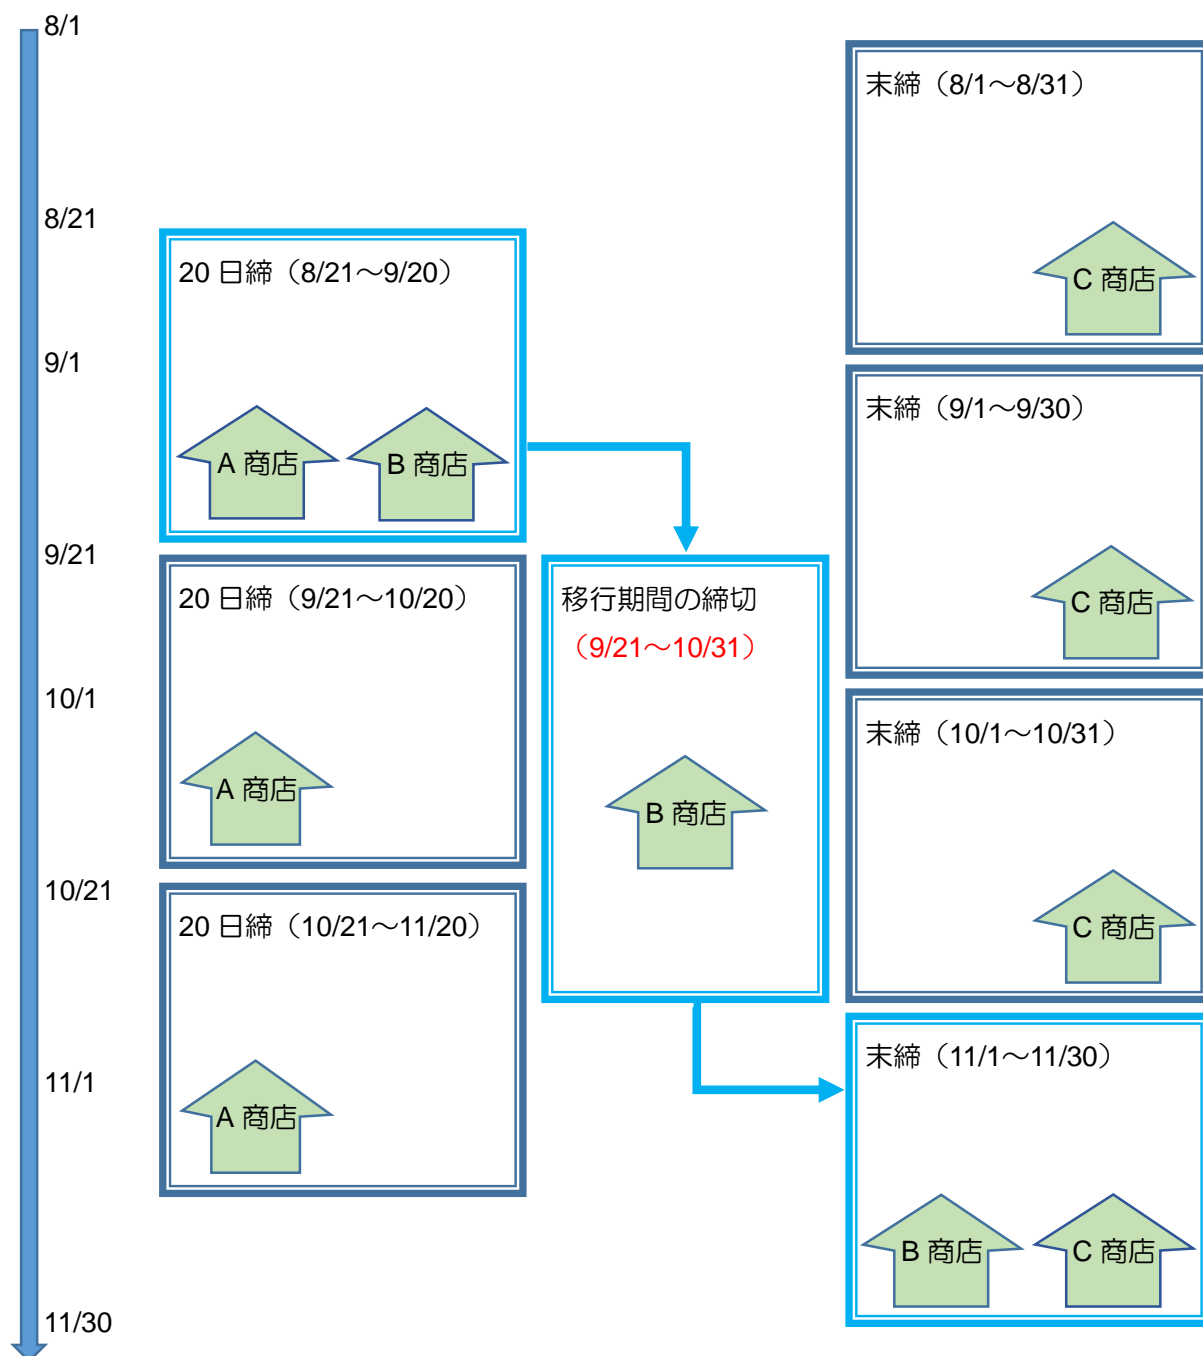 8/1
8/21
9/1
9/21
10/1
10/21
11/1
11/30
20 日締（8/21～9/20）
A 商店
B 商店
20 日締（9/21～10/20）
A 商店
20 日締（10/21～11/20）
A 商店
移行期間の締切
（9/21～10/31）
B 商店
末締（8/1～8/31）
C 商店
末締（9/1～9/30）
C 商店
末締（10/1～10/31）
C 商店
末締（11/1～11/30）
B 商店
C 商店